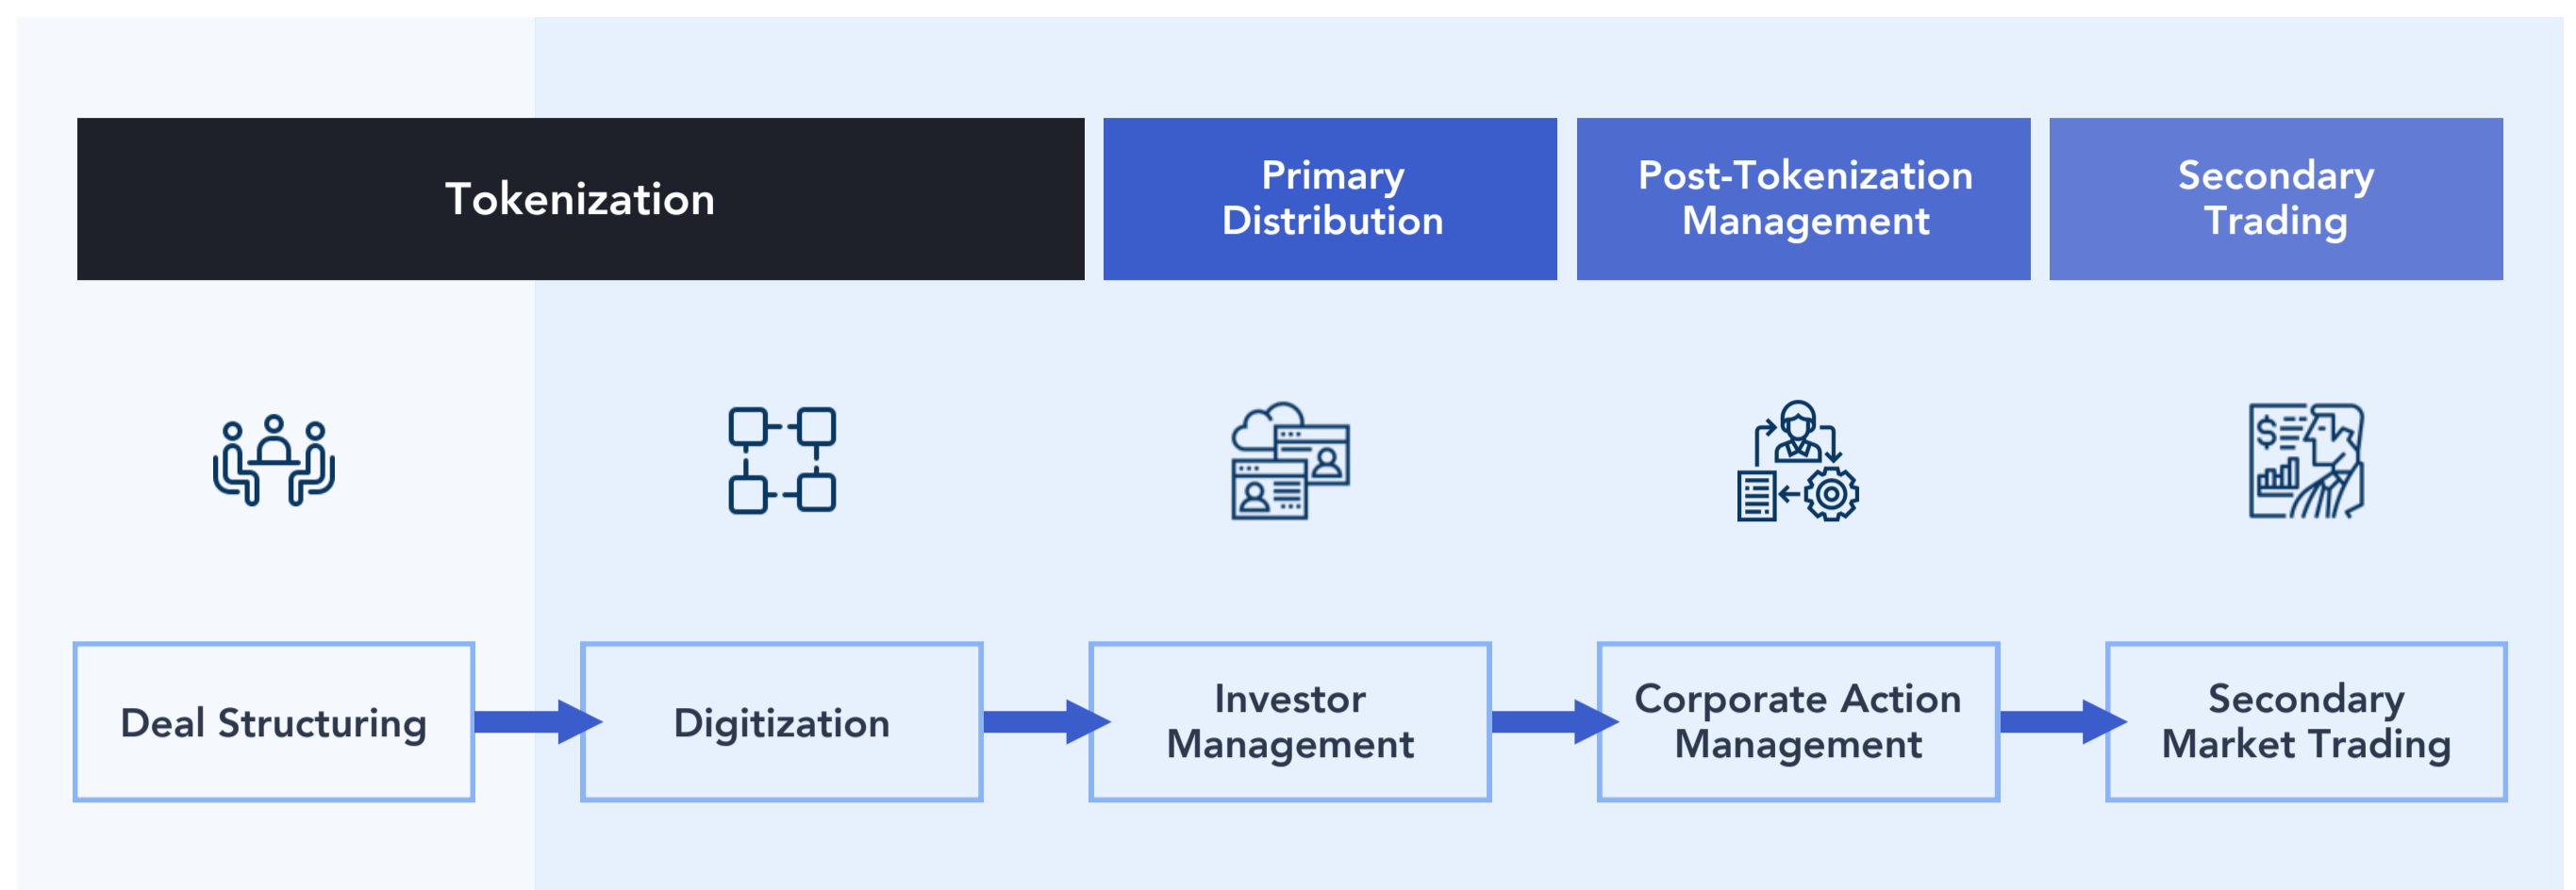 Tokenization
Primary
Distribution
Post-Tokenization
Management
Secondary
Trading
$
Deal Structuring
Digitization
Investor
Management
Corporate Action
Management
Secondary
Market Trading